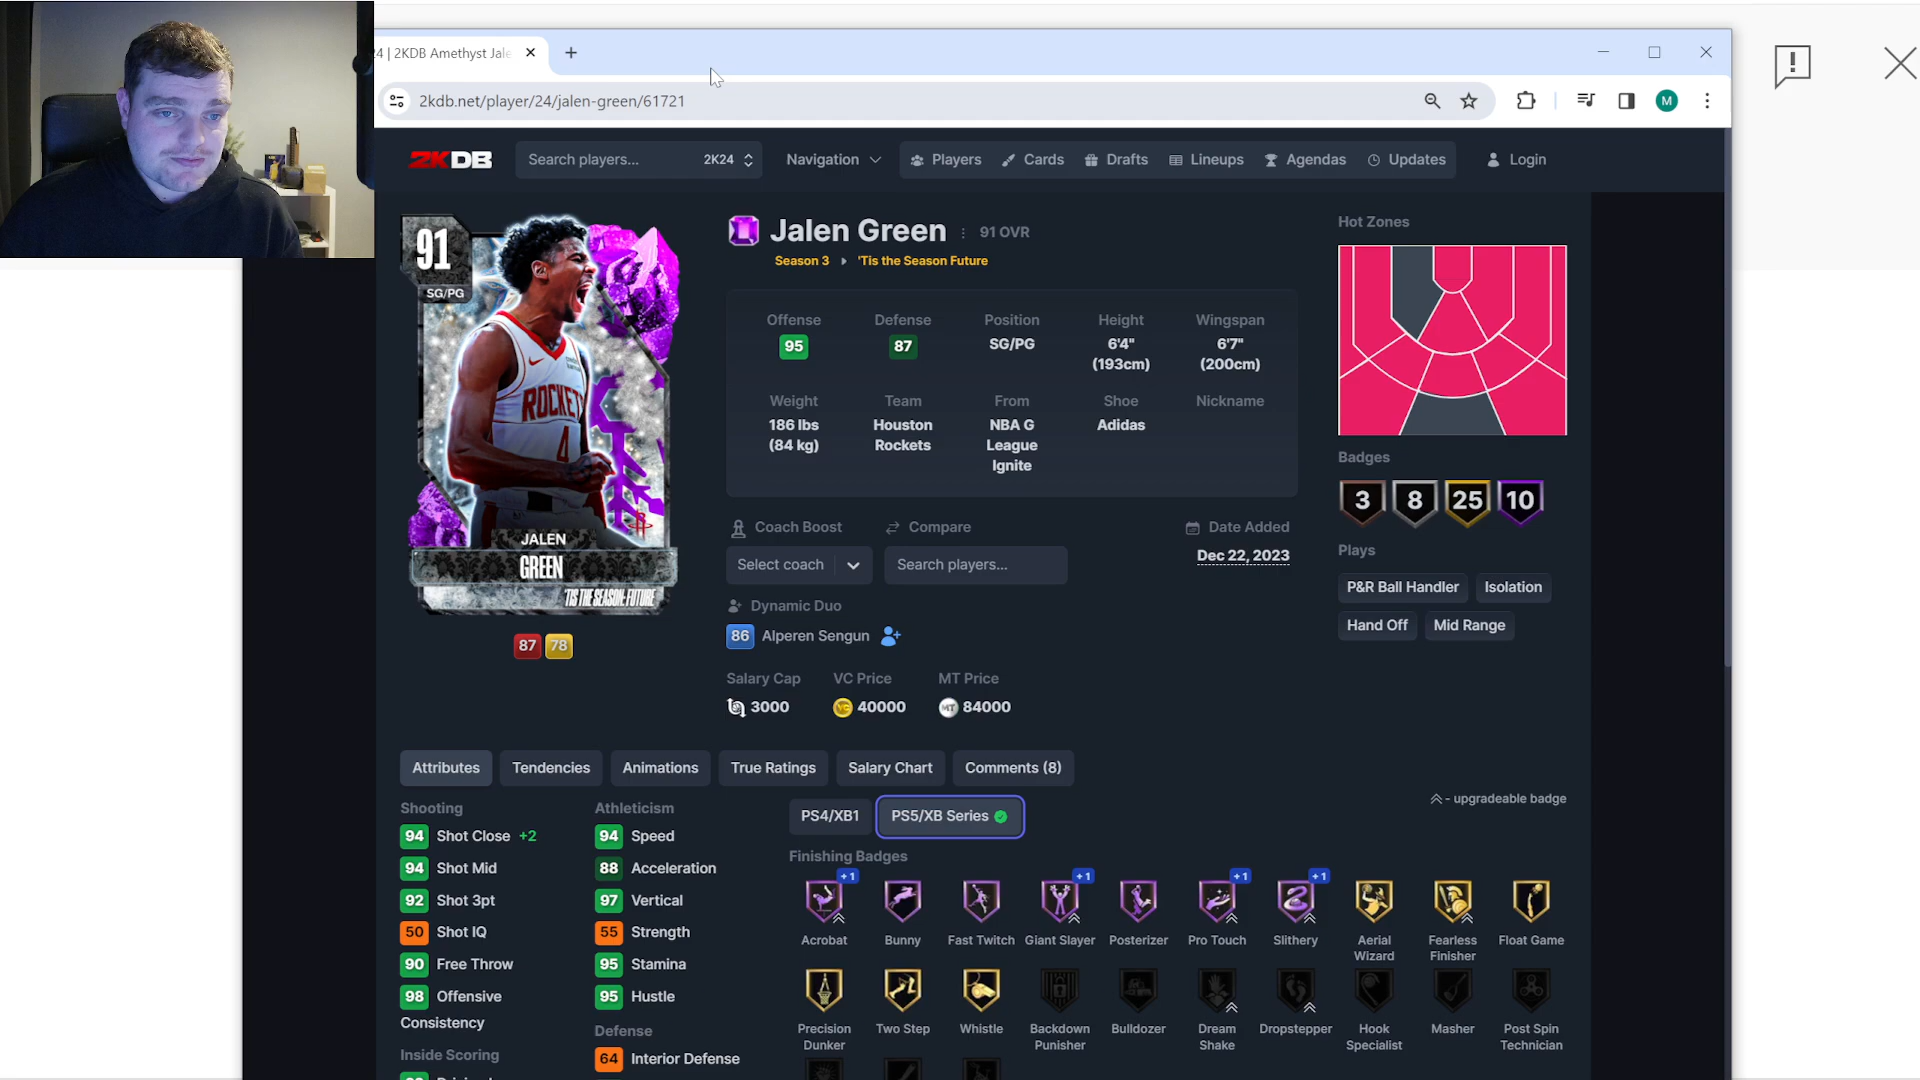 24 | 2KDB Amethyst Jale
2kdb.net/player/24/jalen-green/61721
M
2KDB
Search players...
2K24
Navigation
Players
Cards
Drafts
Lineups
Agendas
Updates
Login
91
SG/PG
ROCKETS
4
JALEN
GREEN
'TIS THE SEASON: FUTURE
87 78
Jalen Green : 91 OVR
Season 3 'Tis the Season Future
Offense Defense Position Height Wingspan
95 87 SG/PG 6'4" 6'7"
(193cm) (200cm)
Weight Team From Shoe Nickname
186 lbs Houston NBA G Adidas
(84 kg) Rockets League
Ignite
Coach Boost Compare Date Added
Select coach Search players... Dec 22, 2023
Dynamic Duo
86 Alperen Sengun
Salary Cap VC Price MT Price
3000 VC 40000 MT 84000
Hot Zones
Badges
3 8 25 10
Plays
P&R Ball Handler Isolation
Hand Off Mid Range
Attributes Tendencies Animations True Ratings Salary Chart Comments (8)
Shooting
94 Shot Close +2
94 Shot Mid
92 Shot 3pt
50 Shot IQ
90 Free Throw
98 Offensive
Consistency
Inside Scoring
Athleticism
94 Speed
88 Acceleration
97 Vertical
55 Strength
95 Stamina
95 Hustle
Defense
64 Interior Defense
PS4/XB1 PS5/XB Series
- upgradeable badge
Finishing Badges
+1 +1 +1 +1
Acrobat Bunny Fast Twitch Giant Slayer Posterizer Pro Touch Slithery Aerial Fearless Float Game
Wizard Finisher
Precision Two Step Whistle Backdown Bulldozer Dream Dropstepper Hook Masher Post Spin
Dunker Punisher Shake Specialist Technician